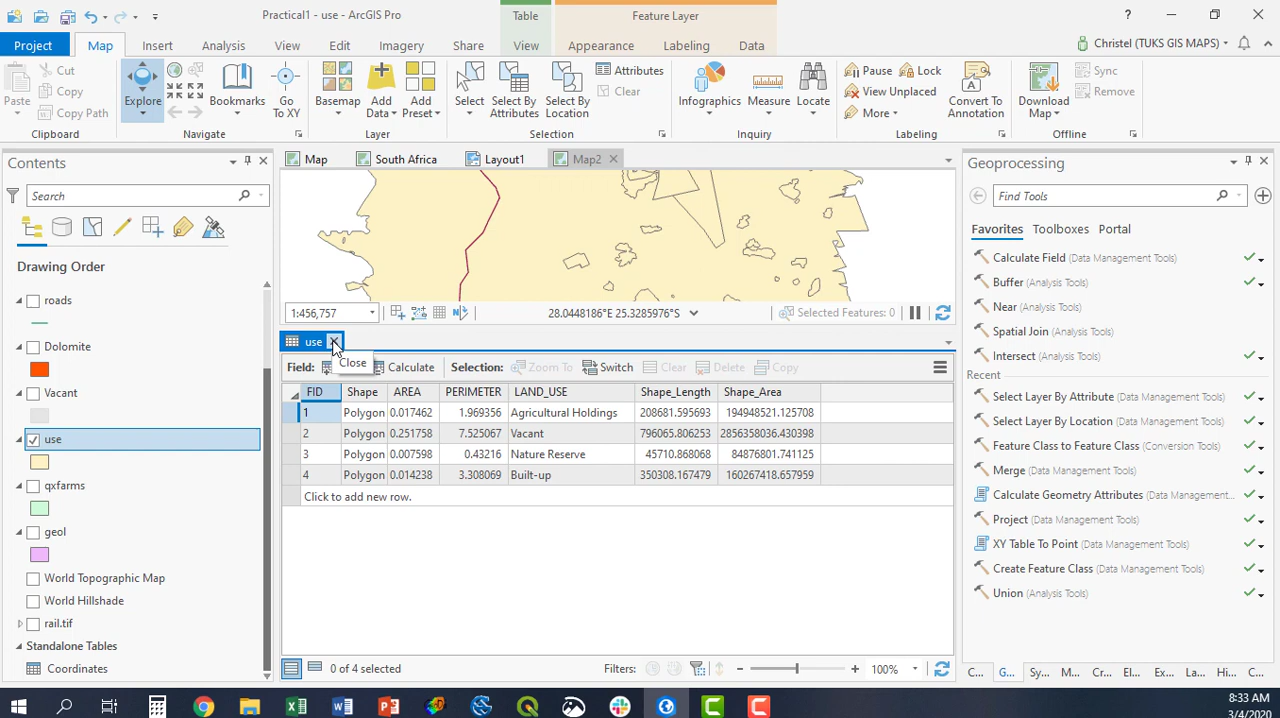 Practical1 - use - ArcGIS Pro
Table
Feature Layer
?
Project
Map
Insert
Analysis
View
Edit
Imagery
Share
View
Appearance
Labeling
Data
Christel (TUKS GIS MAPS)
Paste
Cut
Copy
Copy Path
Clipboard
Explore
Bookmarks
Go To XY
Navigate
Basemap
Add Data
Add Preset
Layer
Select
Select By Attributes
Select By Location
Attributes
Clear
Selection
Infographics
Measure
Locate
Inquiry
Pause
Lock
View Unplaced
More
Convert To Annotation
Labeling
Download Map
Sync
Remove
Offline
Contents
Search
Drawing Order
roads
Dolomite
Vacant
use
qxfarms
geol
World Topographic Map
World Hillshade
rail.tif
Standalone Tables
Coordinates
Map
South Africa
Layout1
Map2
1:456,757
28.0448186°E 25.3285976°S
Selected Features: 0
use
Close
Field:
Calculate
Selection:
Zoom To
Switch
Clear
Delete
Copy
FID Shape AREA PERIMETER LAND_USE Shape_Length Shape_Area
1 Polygon 0.017462 1.969356 Agricultural Holdings 208681.595693 194948521.125708
2 Polygon 0.251758 7.525067 Vacant 796065.806253 2856358036.430398
3 Polygon 0.007598 0.43216 Nature Reserve 45710.868068 84876801.741125
4 Polygon 0.014238 3.308069 Built-up 350308.167479 160267418.657959
Click to add new row.
0 of 4 selected
Filters:
100%
Geoprocessing
Find Tools
Favorites
Toolboxes
Portal
Calculate Field (Data Management Tools)
Buffer (Analysis Tools)
Near (Analysis Tools)
Spatial Join (Analysis Tools)
Intersect (Analysis Tools)
Recent
Select Layer By Attribute (Data Management Tools)
Select Layer By Location (Data Management Tools)
Feature Class to Feature Class (Conversion Tools)
Merge (Data Management Tools)
Calculate Geometry Attributes (Data Management Tools)
Project (Data Management Tools)
XY Table To Point (Data Management Tools)
Create Feature Class (Data Management Tools)
Union (Analysis Tools)
C... G... Sy... M... Cr... El... Ex... La... Hi... C...
8:33 AM
3/4/2020